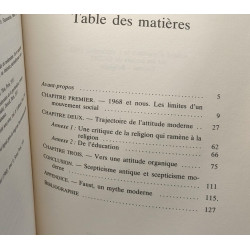 Table des matières
Avant propos 5
CHAPITRE PREMIER. — 1968 et nous. Les limites d'un
mouvement social 9
CHAPITRE DEUX. — Trajectoire de l'attitude moderne 27
Annexe 1 : Une critique de la religion qui ramène à la
religion 62
Annexe 2 : De l'éducation 66
CHAPITRE TROIS. — Vers une attitude organique 75
CONCLUSION. — Scepticisme antique et scepticisme mo-
derne 111
APPENDICE. — Faust, un mythe moderne 115
BIBLIOGRAPHIE 127